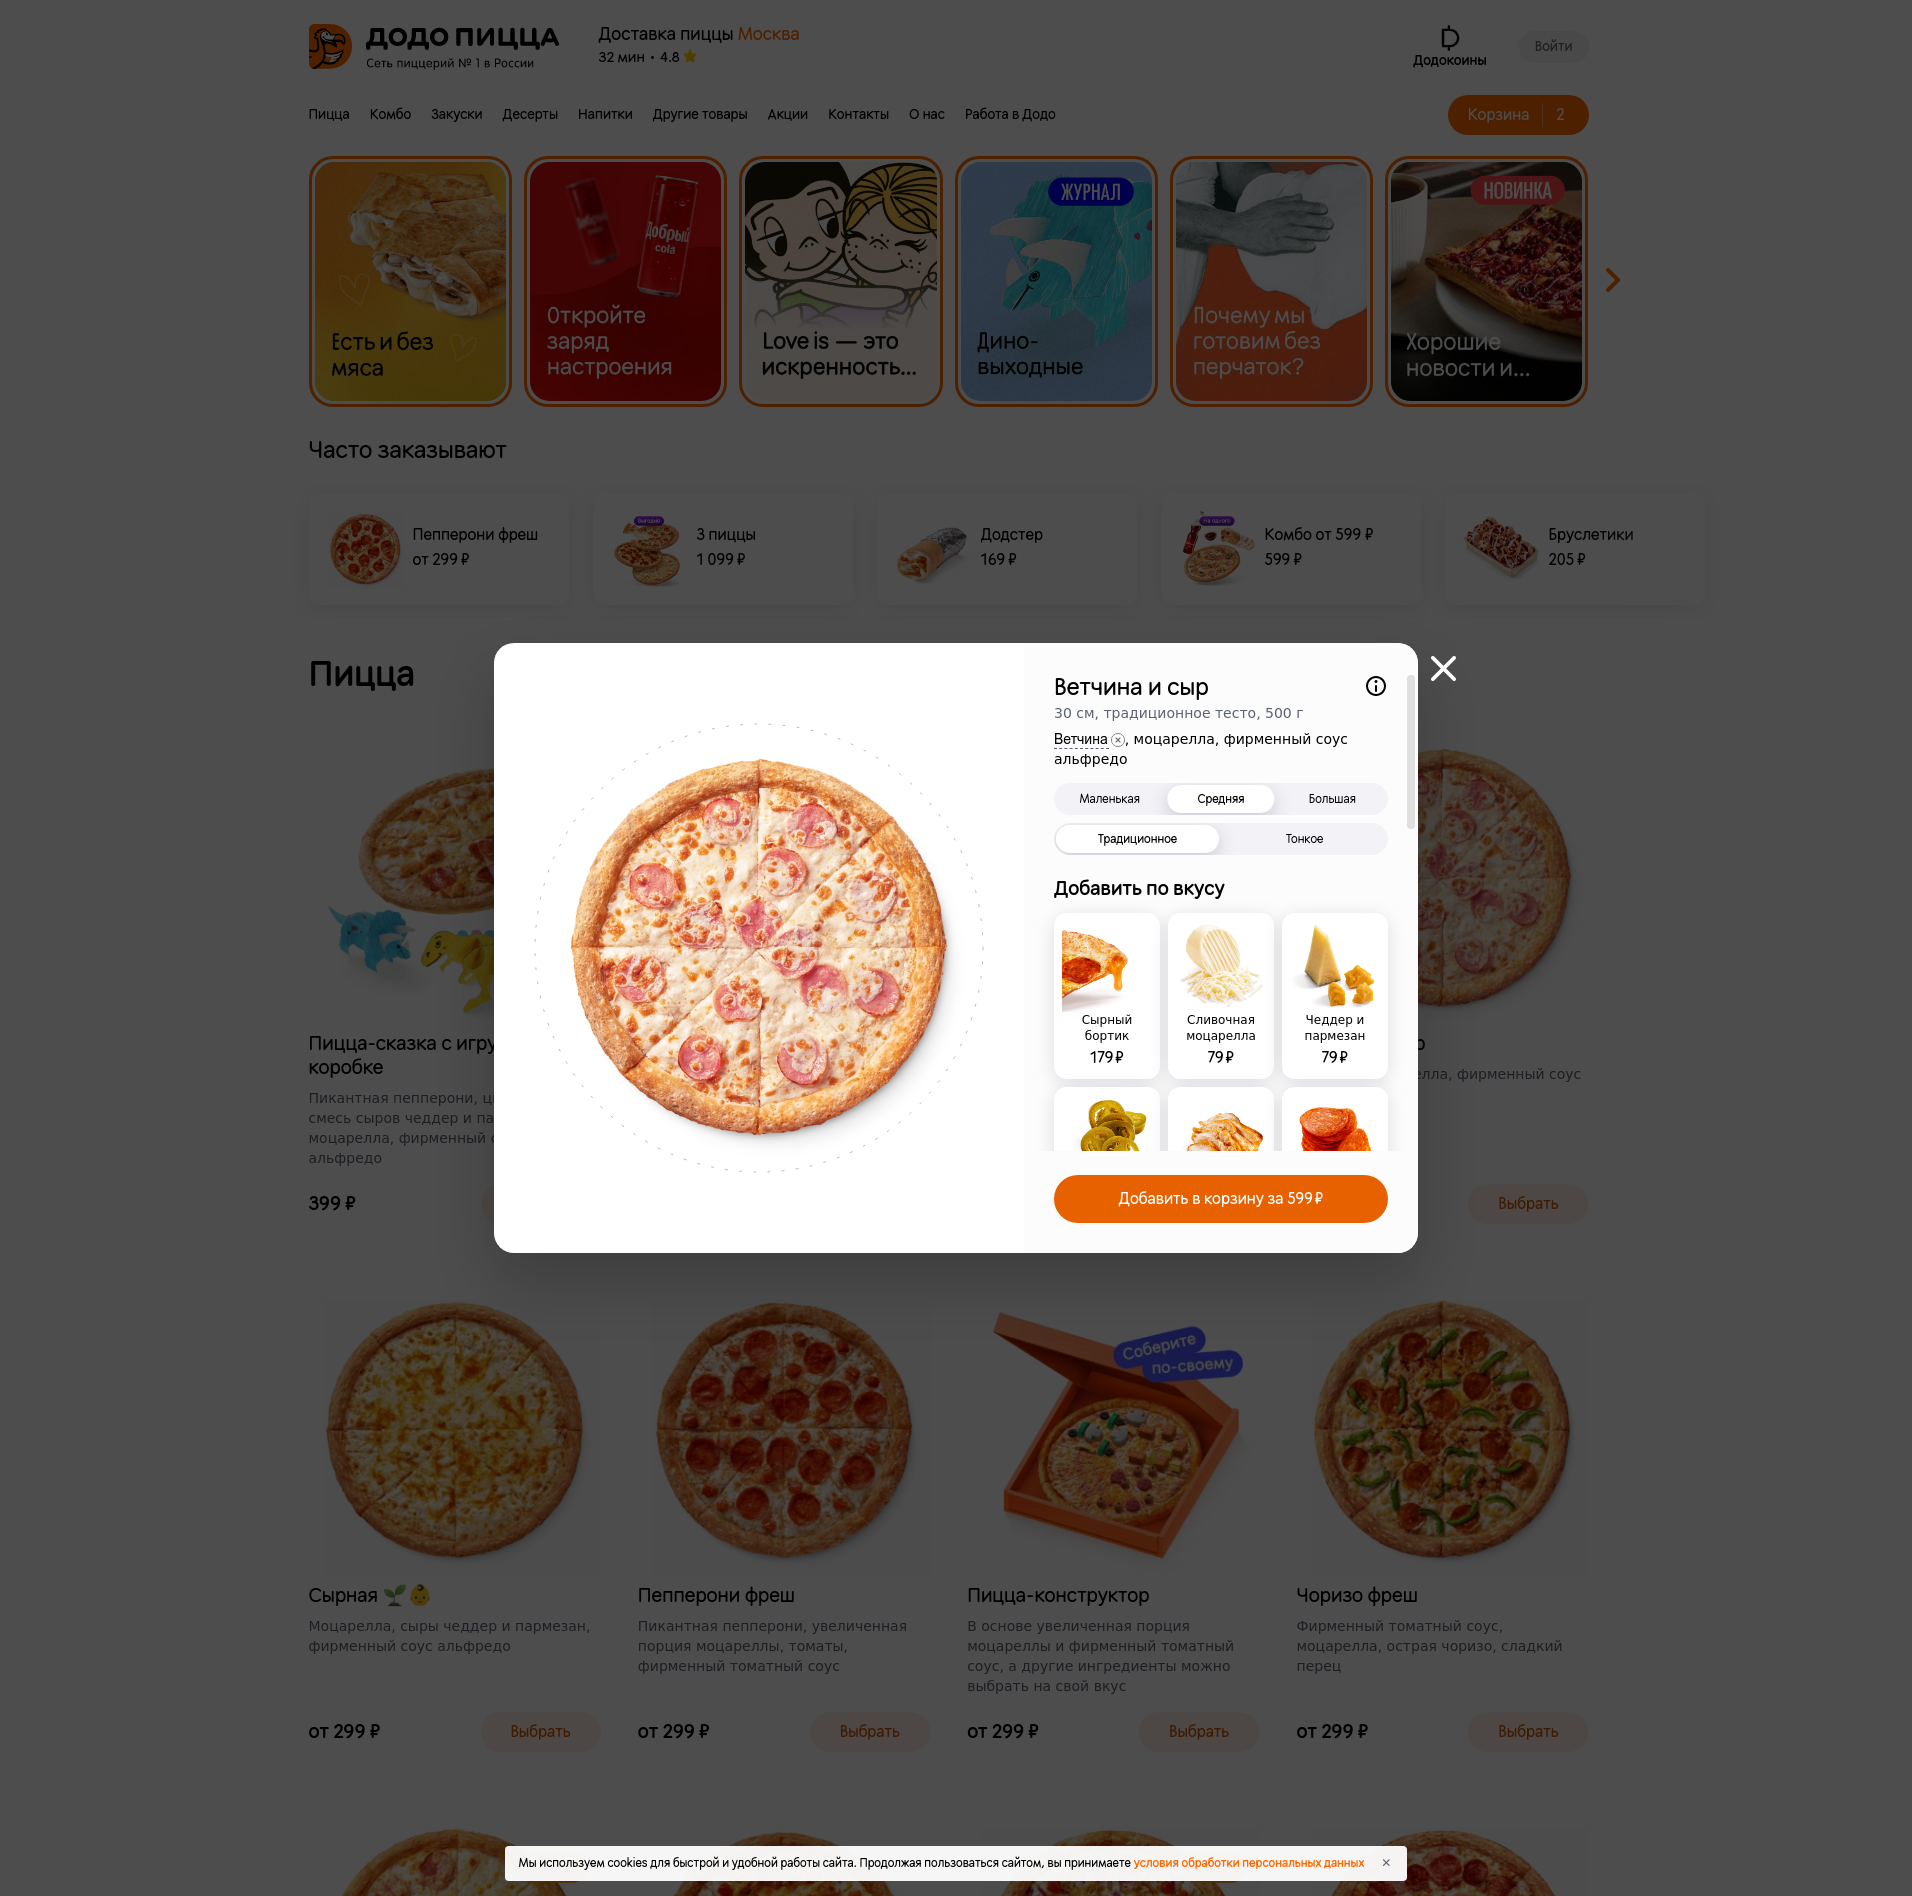 ДОДО ПИЦЦА
Сеть пиццерий № 1 в России
Доставка пиццы Москва
32 мин • 4.8
Додокоины
Войти
Пицца Комбо Закуски Десерты Напитки Другие товары Акции Контакты О нас Работа в Додо
Корзина 2
Есть и без
мяса
Добрый
cola
Откройте
заряд
настроения
Love is — это
искренность...
ЖУРНАЛ
Дино-
выходные
Почему мы
готовим без
перчаток?
НОВИНКА
Хорошие
новости и...
Часто заказывают
Пепперони фреш
от 299 ₽
Выгодно
3 пиццы
1 099 ₽
Додстер
169 ₽
На одного
Комбо от 599 ₽
599 ₽
Бруслетики
205 ₽
Пицца
Пицца-сказка с игру
коробке
Пикантная пепперони, ц
смесь сыров чеддер и па
моцарелла, фирменный с
альфредо
399 ₽
Ветчина и сыр
30 см, традиционное тесто, 500 г
Ветчина, моцарелла, фирменный соус
альфредо
Маленькая Средняя Большая
Традиционное Тонкое
Добавить по вкусу
Сырный
бортик
179 ₽
Сливочная
моцарелла
79 ₽
Чеддер и
пармезан
79 ₽
Добавить в корзину за 599 ₽
р
елла, фирменный соус
Выбрать
Сырная
Моцарелла, сыры чеддер и пармезан,
фирменный соус альфредо
от 299 ₽
Выбрать
Пепперони фреш
Пикантная пепперони, увеличенная
порция моцареллы, томаты,
фирменный томатный соус
от 299 ₽
Выбрать
Соберите
по-своему
Пицца-конструктор
В основе увеличенная порция
моцареллы и фирменный томатный
соус, а другие ингредиенты можно
выбрать на свой вкус
от 299 ₽
Выбрать
Чоризо фреш
Фирменный томатный соус,
моцарелла, острая чоризо, сладкий
перец
от 299 ₽
Выбрать
Мы используем cookies для быстрой и удобной работы сайта. Продолжая пользоваться сайтом, вы принимаете условия обработки персональных данных